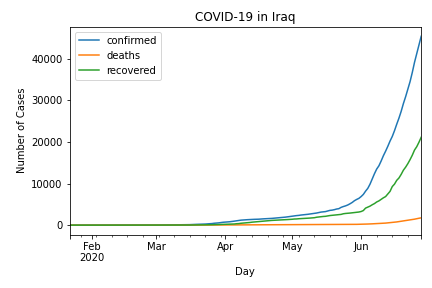 COVID-19 in Iraq
confirmed
deaths
recovered
Number of Cases
40000
30000
20000
10000
0
Feb
2020
Mar
Apr
May
Jun
Day